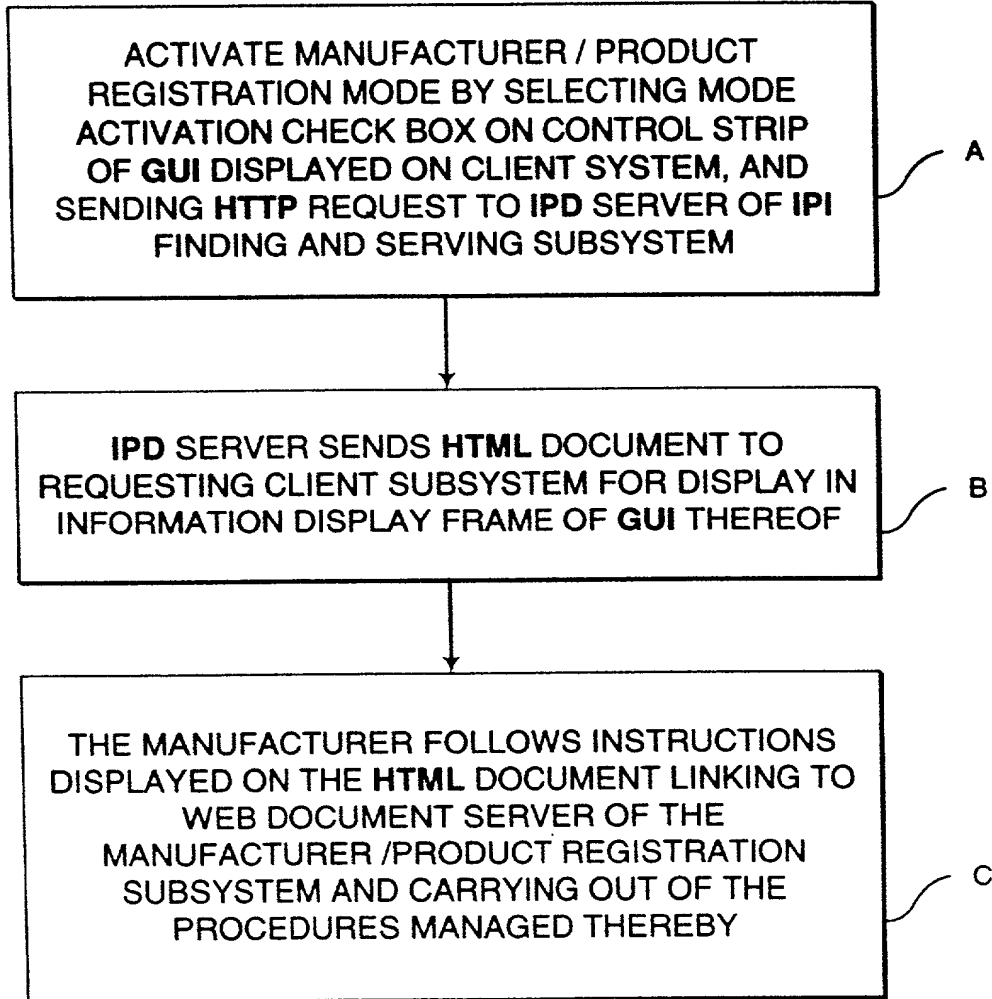 ACTIVATE MANUFACTURER / PRODUCT
REGISTRATION MODE BY SELECTING MODE
ACTIVATION CHECK BOX ON CONTROL STRIP
OF GUI DISPLAYED ON CLIENT SYSTEM, AND
SENDING HTTP REQUEST TO IPD SERVER OF IPI
FINDING AND SERVING SUBSYSTEM
A
IPD SERVER SENDS HTML DOCUMENT TO
REQUESTING CLIENT SUBSYSTEM FOR DISPLAY IN
INFORMATION DISPLAY FRAME OF GUI THEREOF
B
THE MANUFACTURER FOLLOWS INSTRUCTIONS
DISPLAYED ON THE HTML DOCUMENT LINKING TO
WEB DOCUMENT SERVER OF THE
MANUFACTURER /PRODUCT REGISTRATION
SUBSYSTEM AND CARRYING OUT OF THE
PROCEDURES MANAGED THEREBY
C